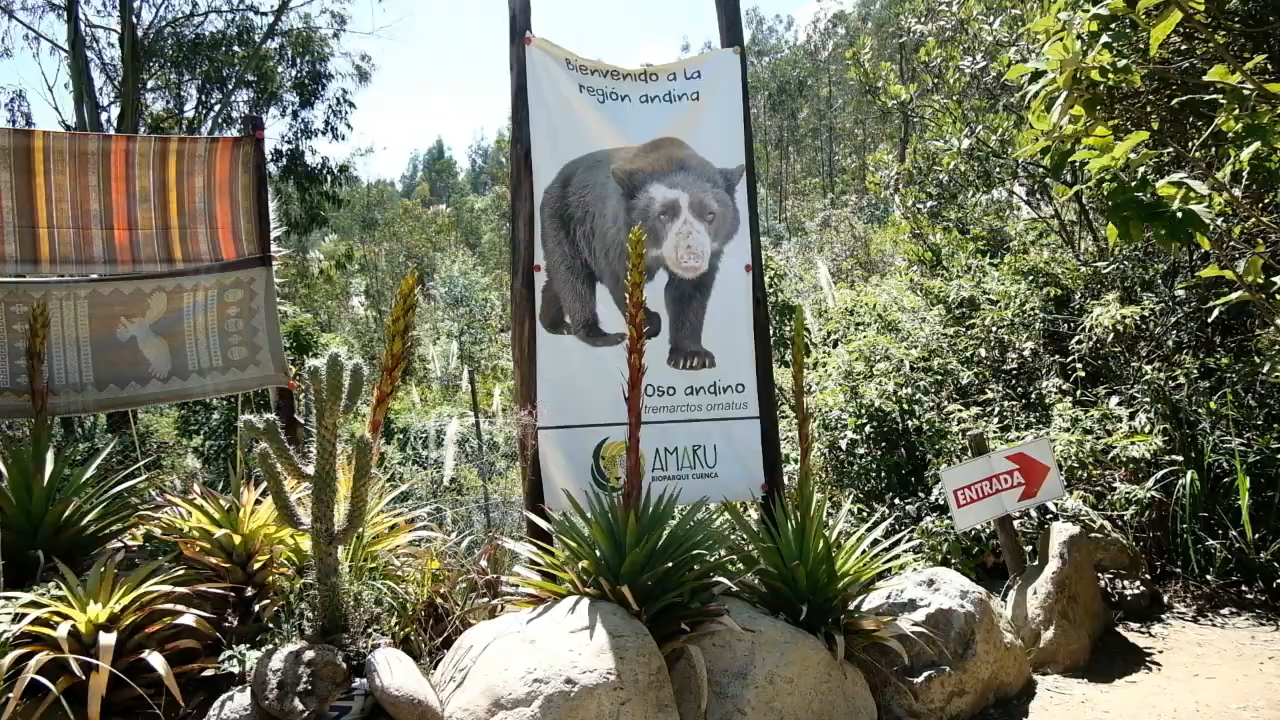 Bienvenido a la
región andina
Oso andino
tremarctos ornatus
AMARU
BIOPARQUE CUENCA
ENTRADA